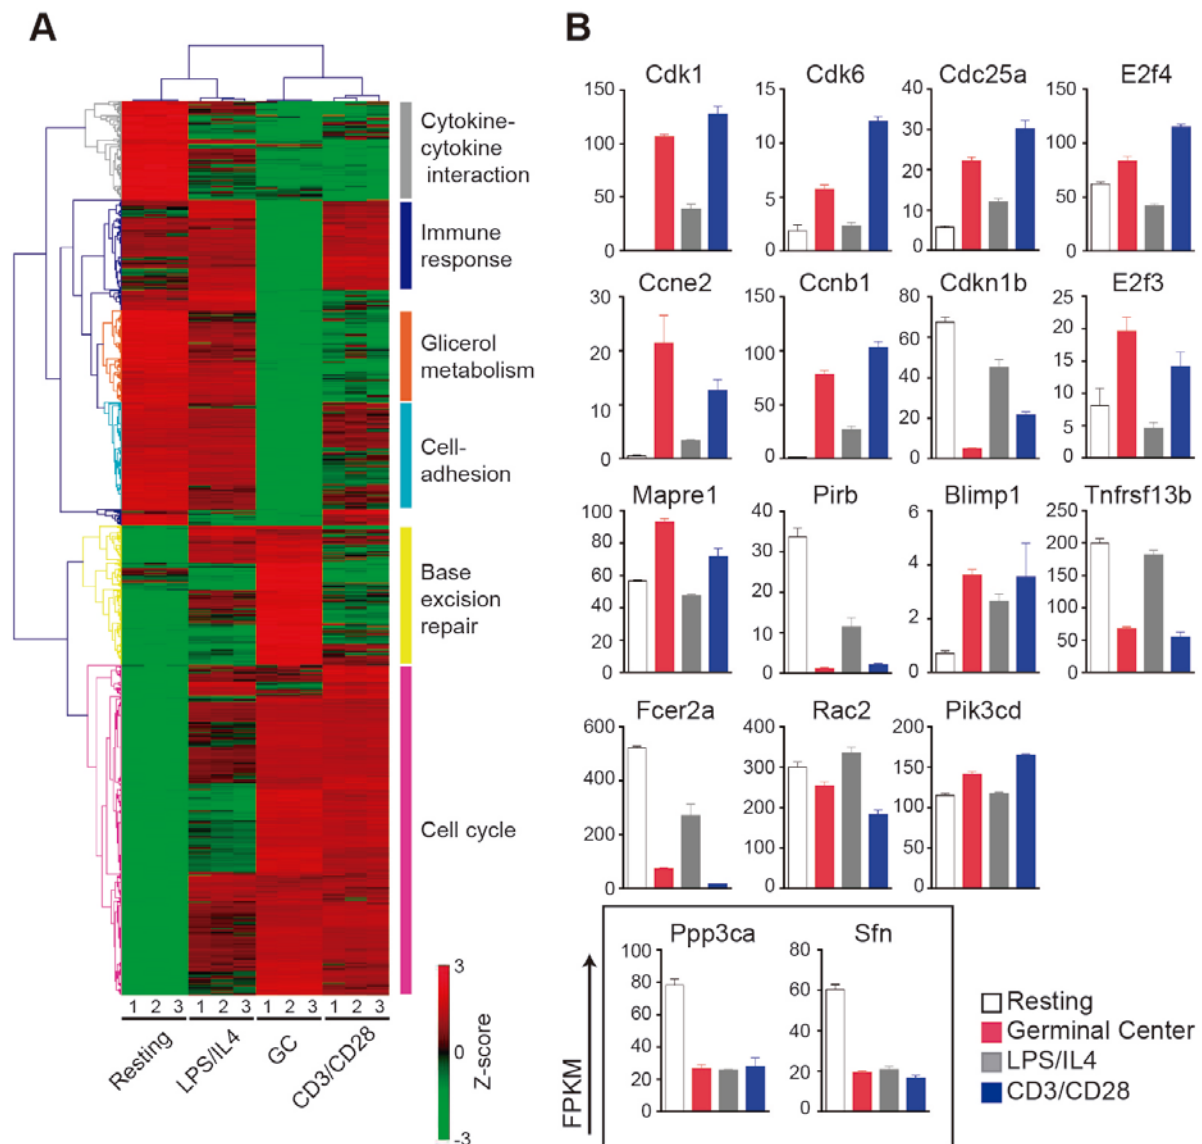 A
Cytokine-
cytokine
interaction
Immune
response
Glicerol
metabolism
Cell-
adhesion
Base
excision
repair
Cell cycle
1 2 3 1 2 3 1 2 3 1 2 3
Resting
LPS/IL4
GC
CD3/CD28
3
0
-3
Z-score
B
Cdk1
150
100
50
0
Cdk6
15
10
5
0
Cdc25a
40
30
20
10
0
E2f4
150
100
50
0
Ccne2
30
20
10
0
Ccnb1
150
100
50
0
Cdkn1b
80
60
40
20
0
E2f3
25
20
15
10
5
0
Mapre1
100
80
60
40
20
0
Pirb
40
30
20
10
0
Blimp1
6
4
2
0
Tnfrsf13b
250
200
150
100
50
0
Fcer2a
600
400
200
0
Rac2
400
300
200
100
0
Pik3cd
200
150
100
50
0
Ppp3ca
100
80
60
40
20
0
Sfn
80
60
40
20
0
FPKM
Resting
Germinal Center
LPS/IL4
CD3/CD28